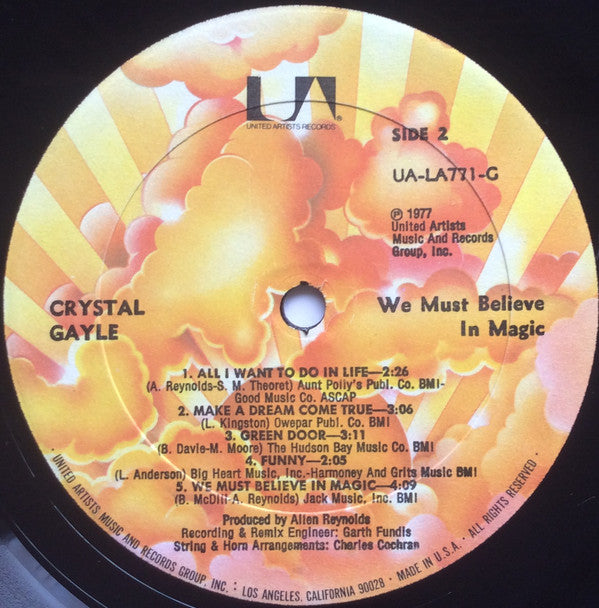 UA®
UNITED ARTISTS RECORDS
SIDE 2
UA-LA771-G
℗ 1977
United Artists
Music And Records
Group, Inc.
CRYSTAL
GAYLE
We Must Believe
In Magic
1. ALL I WANT TO DO IN LIFE—2:26
(A. Reynolds-S. M. Theoret) Aunt Polly's Publ. Co. BMI-
Good Music Co. ASCAP
2. MAKE A DREAM COME TRUE—3:06
(L. Kingston) Owepar Publ. Co. BMI
3. GREEN DOOR—3:11
(B. Davie-M. Moore) The Hudson Bay Music Co. BMI
4. FUNNY—2:05
(L. Anderson) Big Heart Music, Inc.-Harmoney And Grits Music BMI
5. WE MUST BELIEVE IN MAGIC—4:09
(B. McDill-A. Reynolds) Jack Music, Inc. BMI
Produced by Allen Reynolds
Recording & Remix Engineer: Garth Fundis
String & Horn Arrangements: Charles Cochran
· UNITED ARTISTS MUSIC AND RECORDS GROUP, INC. : LOS ANGELES, CALIFORNIA 90028 · MADE IN U.S.A. · ALL RIGHTS RESERVED ·